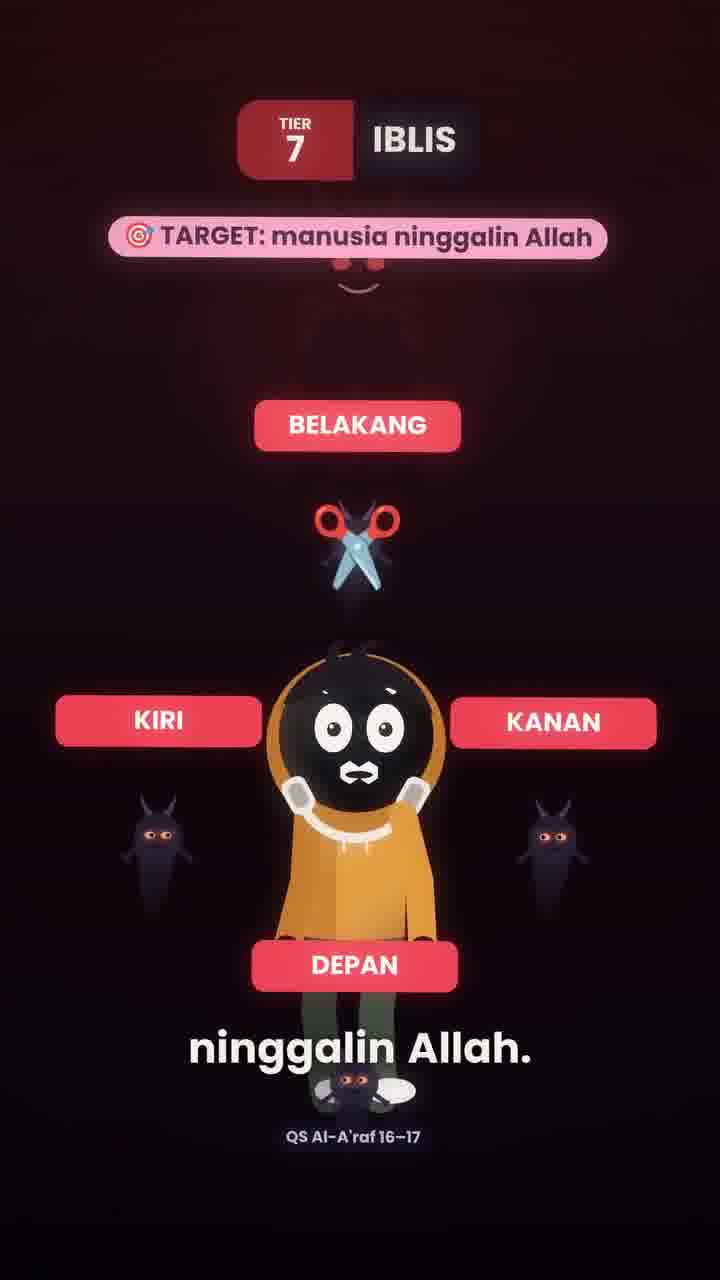 TIER
7
IBLIS
TARGET: manusia ninggalin Allah
BELAKANG
KIRI
KANAN
DEPAN
ninggalin Allah.
QS Al-A'raf 16–17